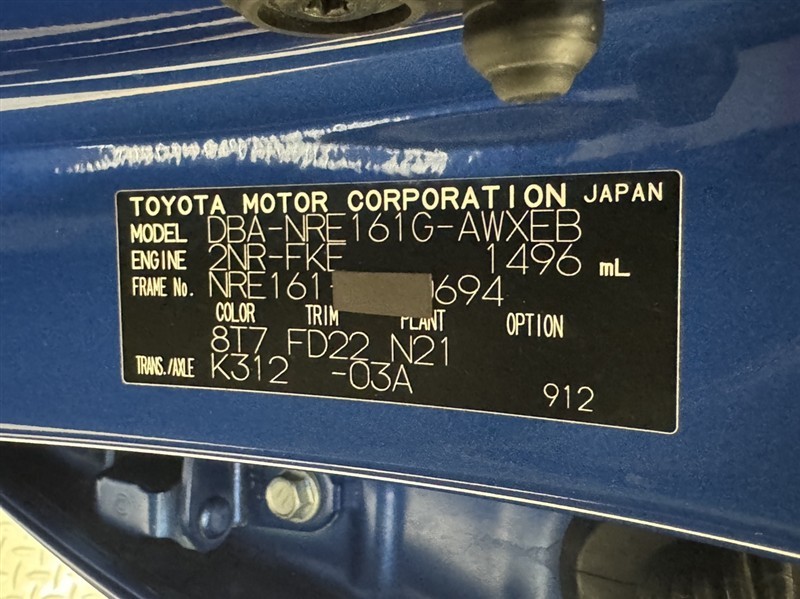 TOYOTA MOTOR CORPORATION JAPAN
MODEL DBA-NRE161G-AWXEB
ENGINE 2NR-FKE 1496 mL
FRAME No. NRE161- 694
COLOR TRIM PLANT OPTION
8T7 FD22 N21
TRANS./AXLE K312 -03A
912